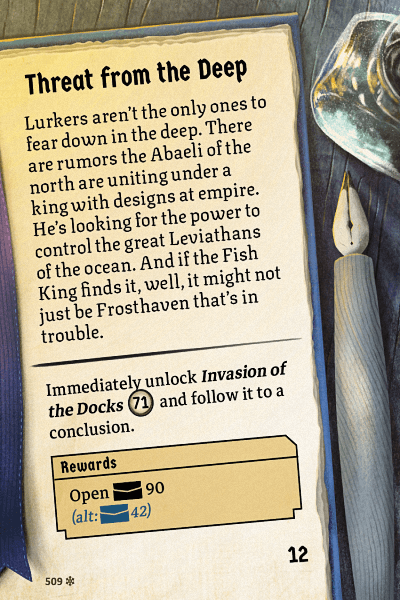 Threat from the Deep
Lurkers aren't the only ones to
fear down in the deep. There
are rumors the Abaeli of the
north are uniting under a
king with designs at empire.
He's looking for the power to
control the great Leviathans
of the ocean. And if the Fish
King finds it, well, it might not
just be Frosthaven that's in
trouble.
Immediately unlock Invasion of
the Docks 71 and follow it to a
conclusion.
Rewards
Open 90
(alt: 42)
12
509